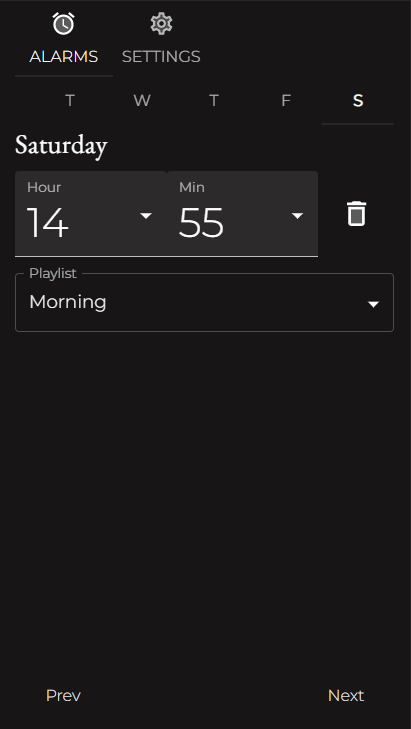 ALARMS SETTINGS
T W T F S
Saturday
Hour Min
14 55
Playlist
Morning
Prev Next